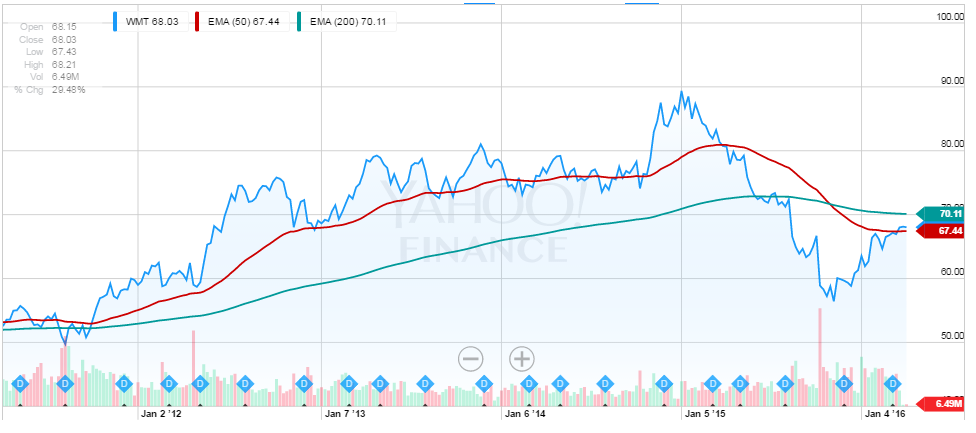 WMT 68.03 EMA (50) 67.44 EMA (200) 70.11
Open 68.15
Close 68.03
Low 67.43
High 68.21
Vol 6.49M
% Chg 29.48%
100.00
90.00
80.00
70.11
67.44
60.00
50.00
6.49M
YAHOO!
FINANCE
D D D D D D D D D D D D D D D D D D D
Jan 2 '12 Jan 7 '13 Jan 6 '14 Jan 5 '15 Jan 4 '16